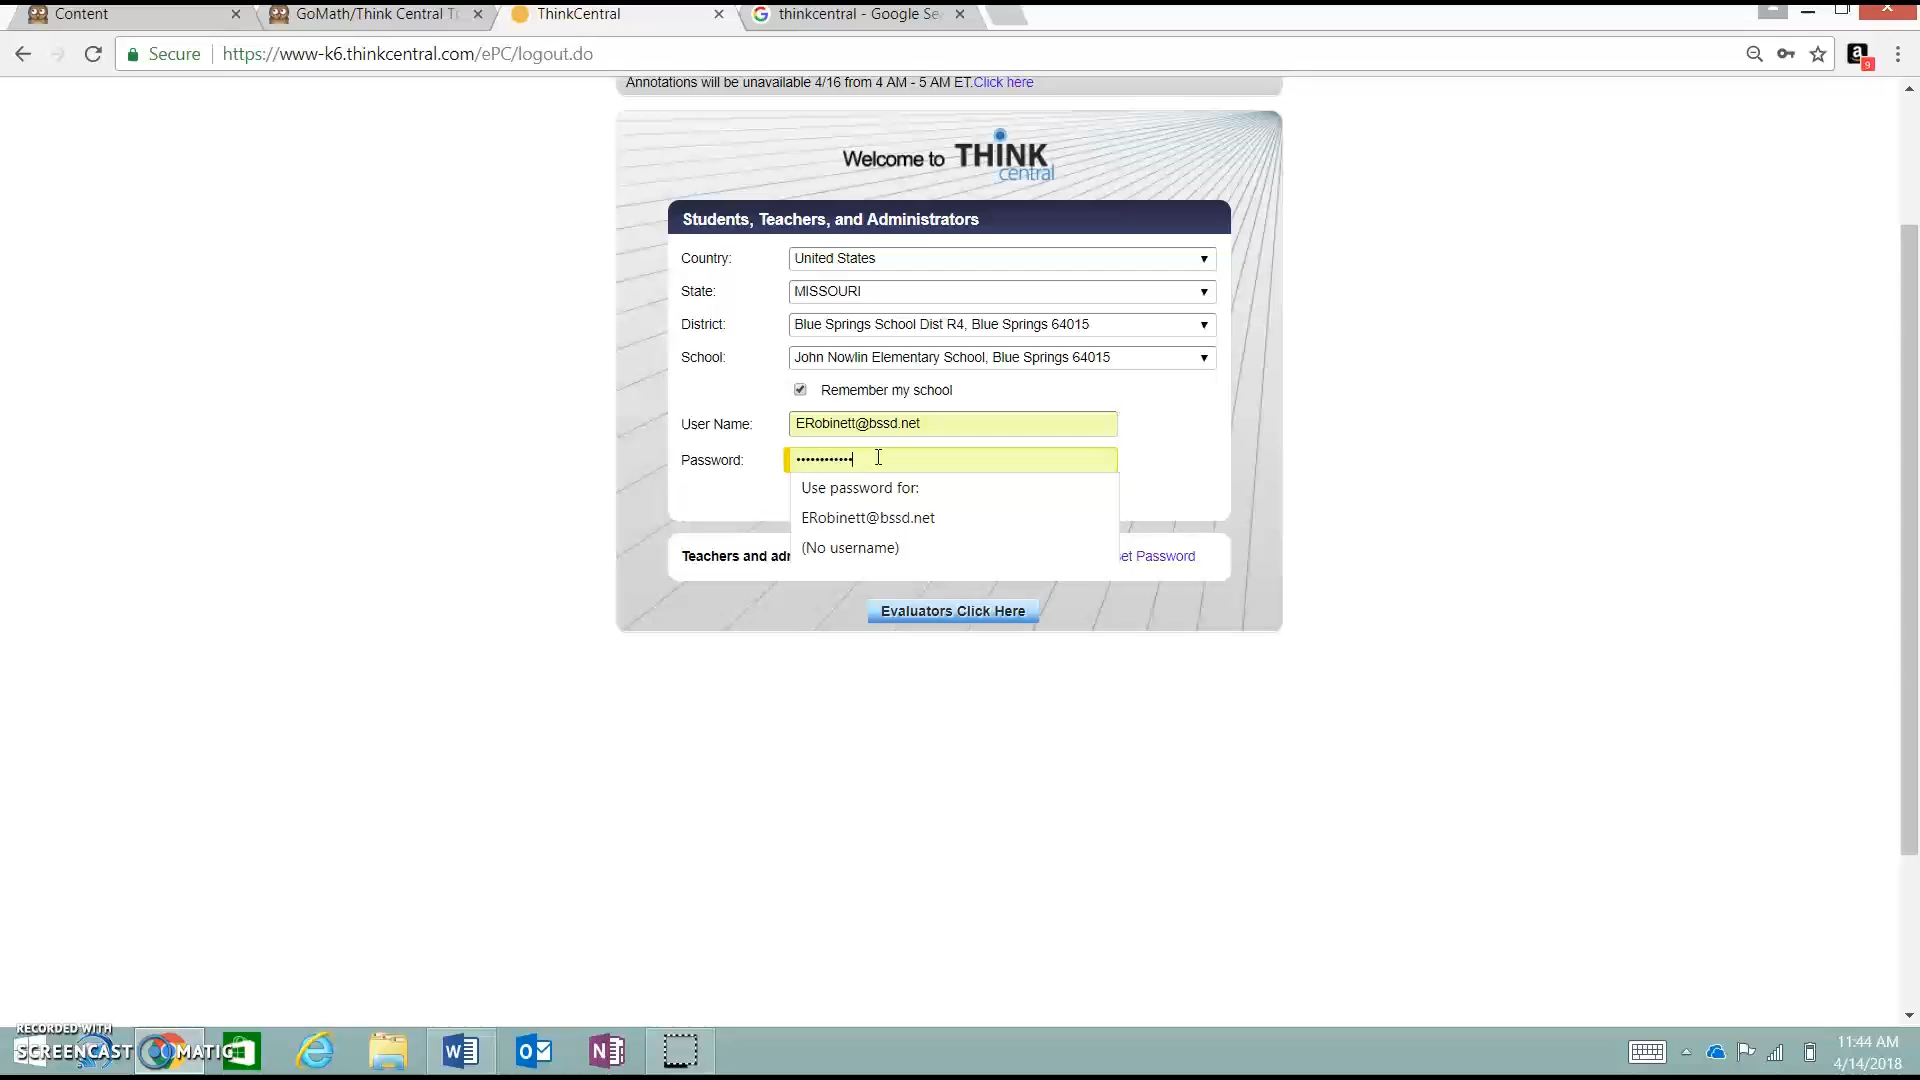 Content
GoMath/Think Central T
ThinkCentral
thinkcentral - Google Se
Secure
https://www-k6.thinkcentral.com/ePC/logout.do
9
Annotations will be unavailable 4/16 from 4 AM - 5 AM ET.Click here
Welcome to THiNK central
Students, Teachers, and Administrators
Country: United States
State: MISSOURI
District: Blue Springs School Dist R4, Blue Springs 64015
School: John Nowlin Elementary School, Blue Springs 64015
Remember my school
User Name: ERobinett@bssd.net
Password: ••••••••••••
Use password for:
ERobinett@bssd.net
(No username)
Teachers and adr
et Password
Evaluators Click Here
RECORDED WITH
SCREENCAST MATIC
11:44 AM
4/14/2018